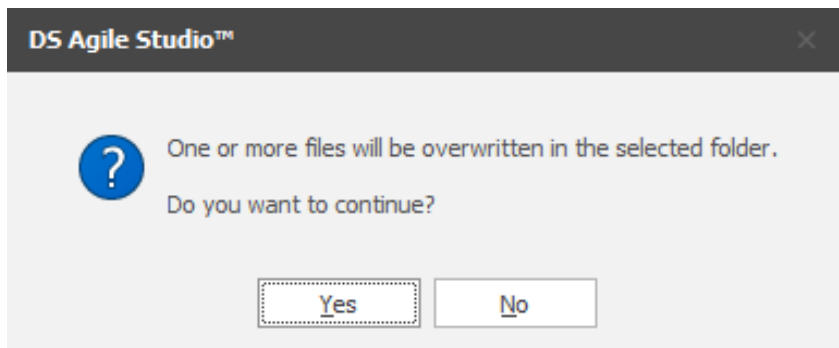 DS Agile Studio™
One or more files will be overwritten in the selected folder.
Do you want to continue?
Yes No